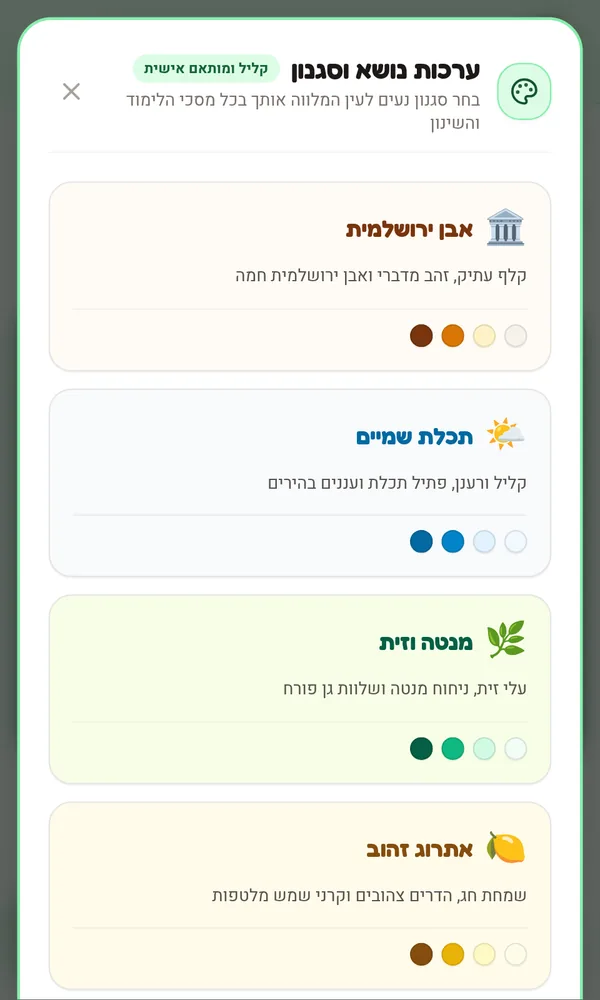 ערכות נושא וסגנון
קליל ומותאם אישית
בחר סגנון נעים לעין המלווה אותך בכל מסכי הלימוד
והשינון
אבן ירושלמית
קלף עתיק, זהב מדברי ואבן ירושלמית חמה
תכלת שמיים
קליל ורענן, פתיל תכלת ועננים בהירים
מנטה וזית
עלי זית, ניחוח מנטה ושלוות גן פורח
אתרוג זהוב
שמחת חג, הדרים צהובים וקרני שמש מלטפות